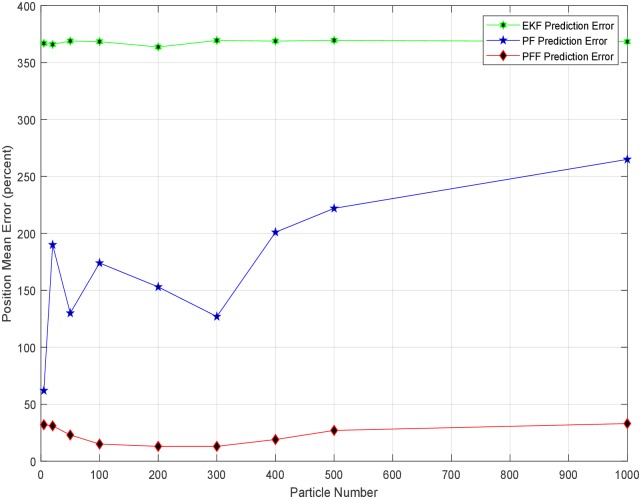 400
350
300
250
200
150
100
50
0
Position Mean Error (percent)
EKF Prediction Error
PF Prediction Error
PFF Prediction Error
0 100 200 300 400 500 600 700 800 900 1000
Particle Number